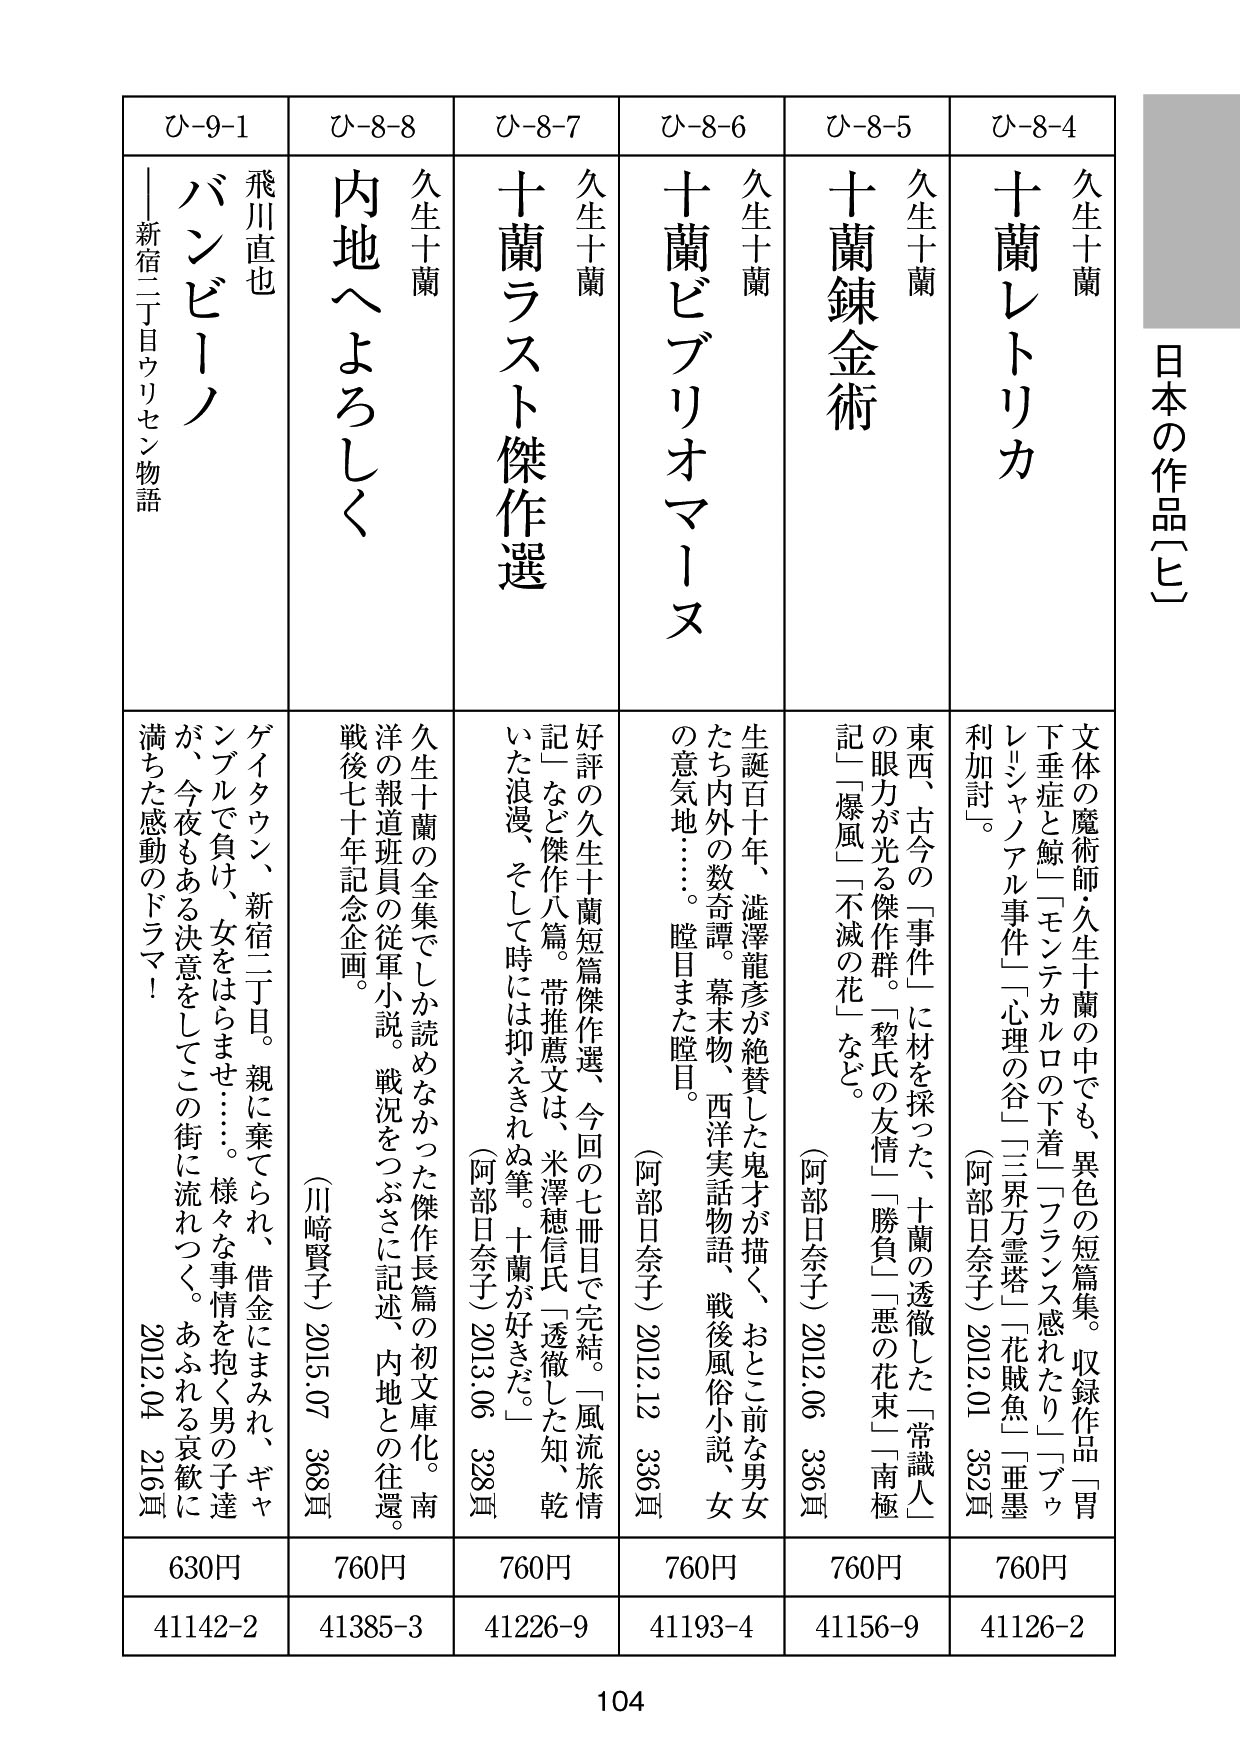 日本の作品〔ヒ〕
ひ-8-4
久生十蘭
十蘭レトリカ
文体の魔術師・久生十蘭の中でも、異色の短篇集。収録作品「胃
下垂症と鯨」「モンテカルロの下着」「フランス感れたり」「ブゥ
レ＝シャノアル事件」「心理の谷」「三界万霊塔」「花賊魚」「亜墨
利加討」。
（阿部日奈子）2012.01 352頁
760円
41126-2
ひ-8-5
久生十蘭
十蘭錬金術
東西、古今の「事件」に材を採った、十蘭の透徹した「常識人」
の眼力が光る傑作群。「犂氏の友情」「勝負」「悪の花束」「南極
記」「爆風」「不滅の花」など。
（阿部日奈子）2012.06 336頁
760円
41156-9
ひ-8-6
久生十蘭
十蘭ビブリオマーヌ
生誕百十年、澁澤龍彥が絶賛した鬼才が描く、おとこ前な男女
たち内外の数奇譚。幕末物、西洋実話物語、戦後風俗小説、女
の意気地……。瞠目また瞠目。
（阿部日奈子）2012.12 336頁
760円
41193-4
ひ-8-7
久生十蘭
十蘭ラスト傑作選
好評の久生十蘭短篇傑作選、今回の七冊目で完結。「風流旅情
記」など傑作八篇。帯推薦文は、米澤穂信氏「透徹した知、乾
いた浪漫、そして時には抑えきれぬ筆。十蘭が好きだ。」
（阿部日奈子）2013.06 328頁
760円
41226-9
ひ-8-8
久生十蘭
内地へよろしく
久生十蘭の全集でしか読めなかった傑作長篇の初文庫化。南
洋の報道班員の従軍小説。戦況をつぶさに記述、内地との往還。
戦後七十年記念企画。
（川崎賢子）2015.07 368頁
760円
41385-3
ひ-9-1
飛川直也
バンビーノ
――新宿二丁目ウリセン物語
ゲイタウン、新宿二丁目。親に棄てられ、借金にまみれ、ギャ
ンブルで負け、女をはらませ……。様々な事情を抱く男の子達
が、今夜もある決意をしてこの街に流れつく。あふれる哀歓に
満ちた感動のドラマ！
2012.04 216頁
630円
41142-2
104